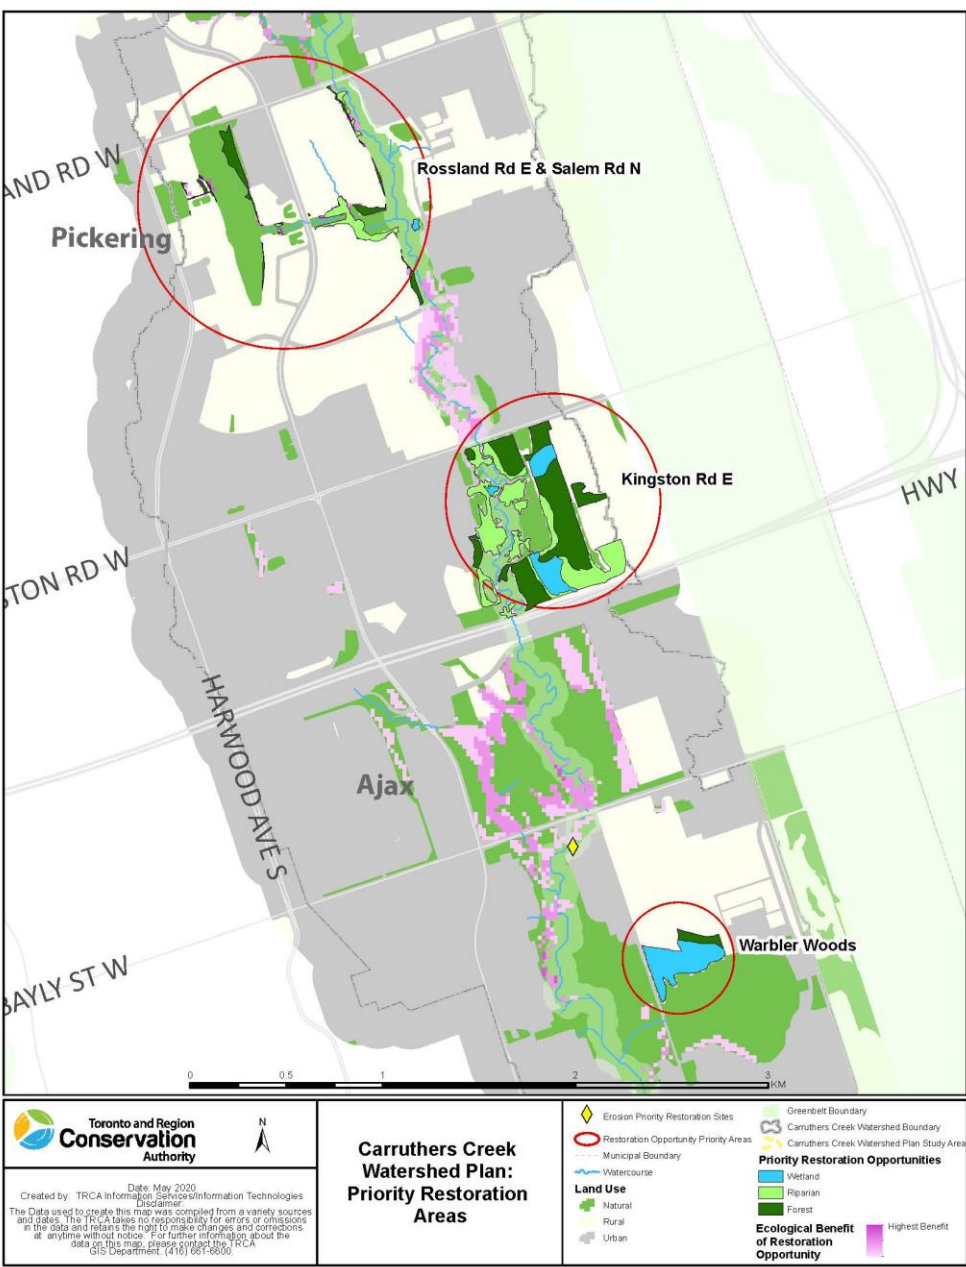 Rossland Rd E & Salem Rd N
AND RD W
Pickering
Kingston Rd E
HWY
STON RD W
HARWOOD AVE S
Ajax
Warbler Woods
BAYLY ST W
0 0.5 1 2 3
KM
Toronto and Region
Conservation
Authority
N
Date: May 2020
Created by: TRCA Information Services/Information Technologies
Disclaimer:
The Data used to create this map was compiled from a variety sources
and dates. The TRCA takes no responsibility for errors or omissions
in the data and retains the right to make changes and corrections
at anytime without notice. For further information about the
data on this map, please contact the TRCA
GIS Department. (416) 661-6600.
Carruthers Creek
Watershed Plan:
Priority Restoration
Areas
Erosion Priority Restoration Sites
Restoration Opportunity Priority Areas
Municipal Boundary
Watercourse
Land Use
Natural
Rural
Urban
Greenbelt Boundary
Carruthers Creek Watershed Boundary
Carruthers Creek Watershed Plan Study Area
Priority Restoration Opportunities
Wetland
Riparian
Forest
Ecological Benefit
of Restoration
Opportunity
Highest Benefit